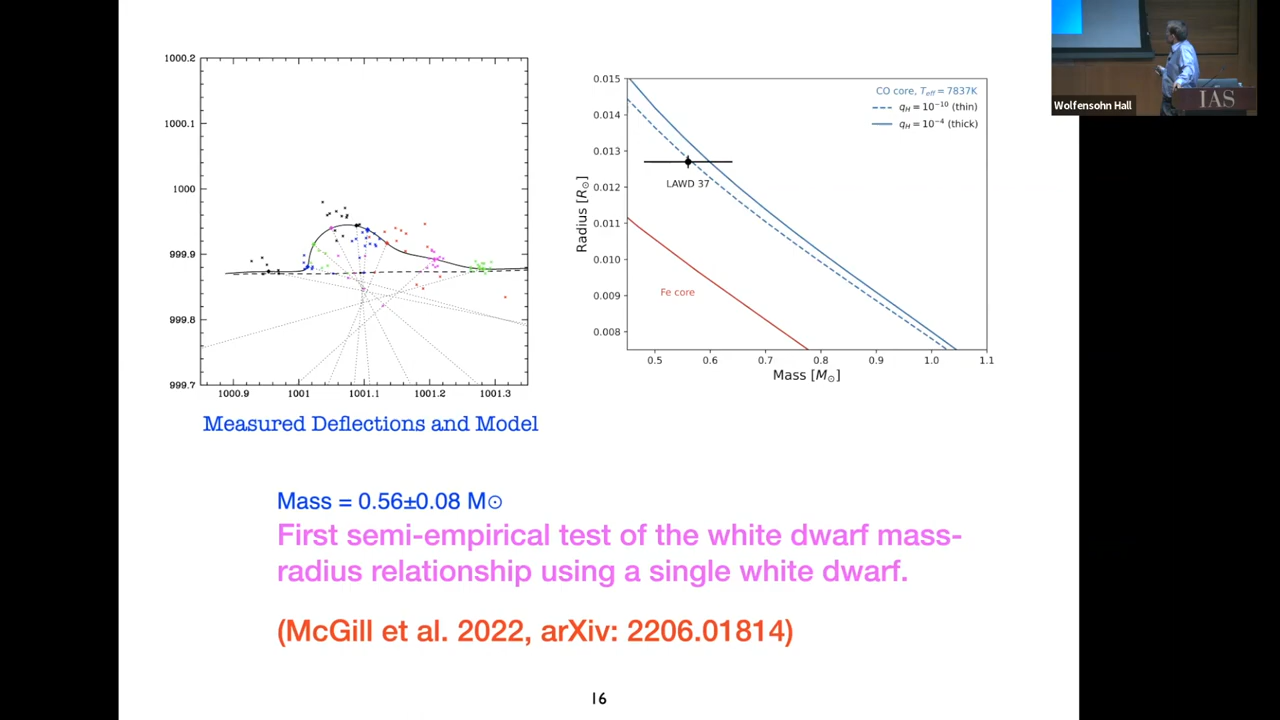 1000.2
1000.1
1000
999.9
999.8
999.7
1000.9
1001
1001.1
1001.2
1001.3
Measured Deflections and Model
0.015
0.014
0.013
0.012
0.011
0.010
0.009
0.008
Radius [R⊙]
CO core, Teff = 7837K
qH = 10⁻¹⁰ (thin)
qH = 10⁻⁴ (thick)
LAWD 37
Fe core
0.5
0.6
0.7
0.8
0.9
1.0
1.1
Mass [M⊙]
Wolfensohn Hall
IAS
Mass = 0.56±0.08 M⊙
First semi-empirical test of the white dwarf mass-
radius relationship using a single white dwarf.
(McGill et al. 2022, arXiv: 2206.01814)
16